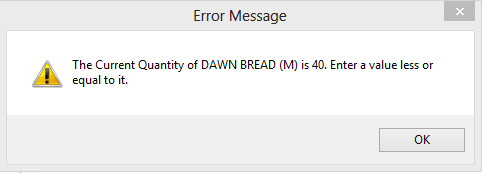 Error Message
The Current Quantity of DAWN BREAD (M) is 40. Enter a value less or
equal to it.
OK